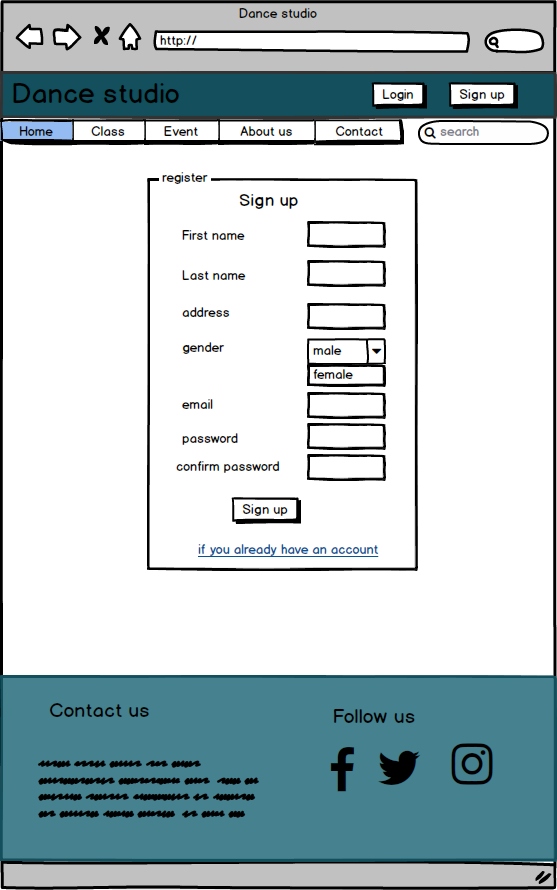 Dance studio
http://
Dance studio
Login
Sign up
Home
Class
Event
About us
Contact
search
register
Sign up
First name
Last name
address
gender
male
female
email
password
confirm password
Sign up
if you already have an account
Contact us
Follow us